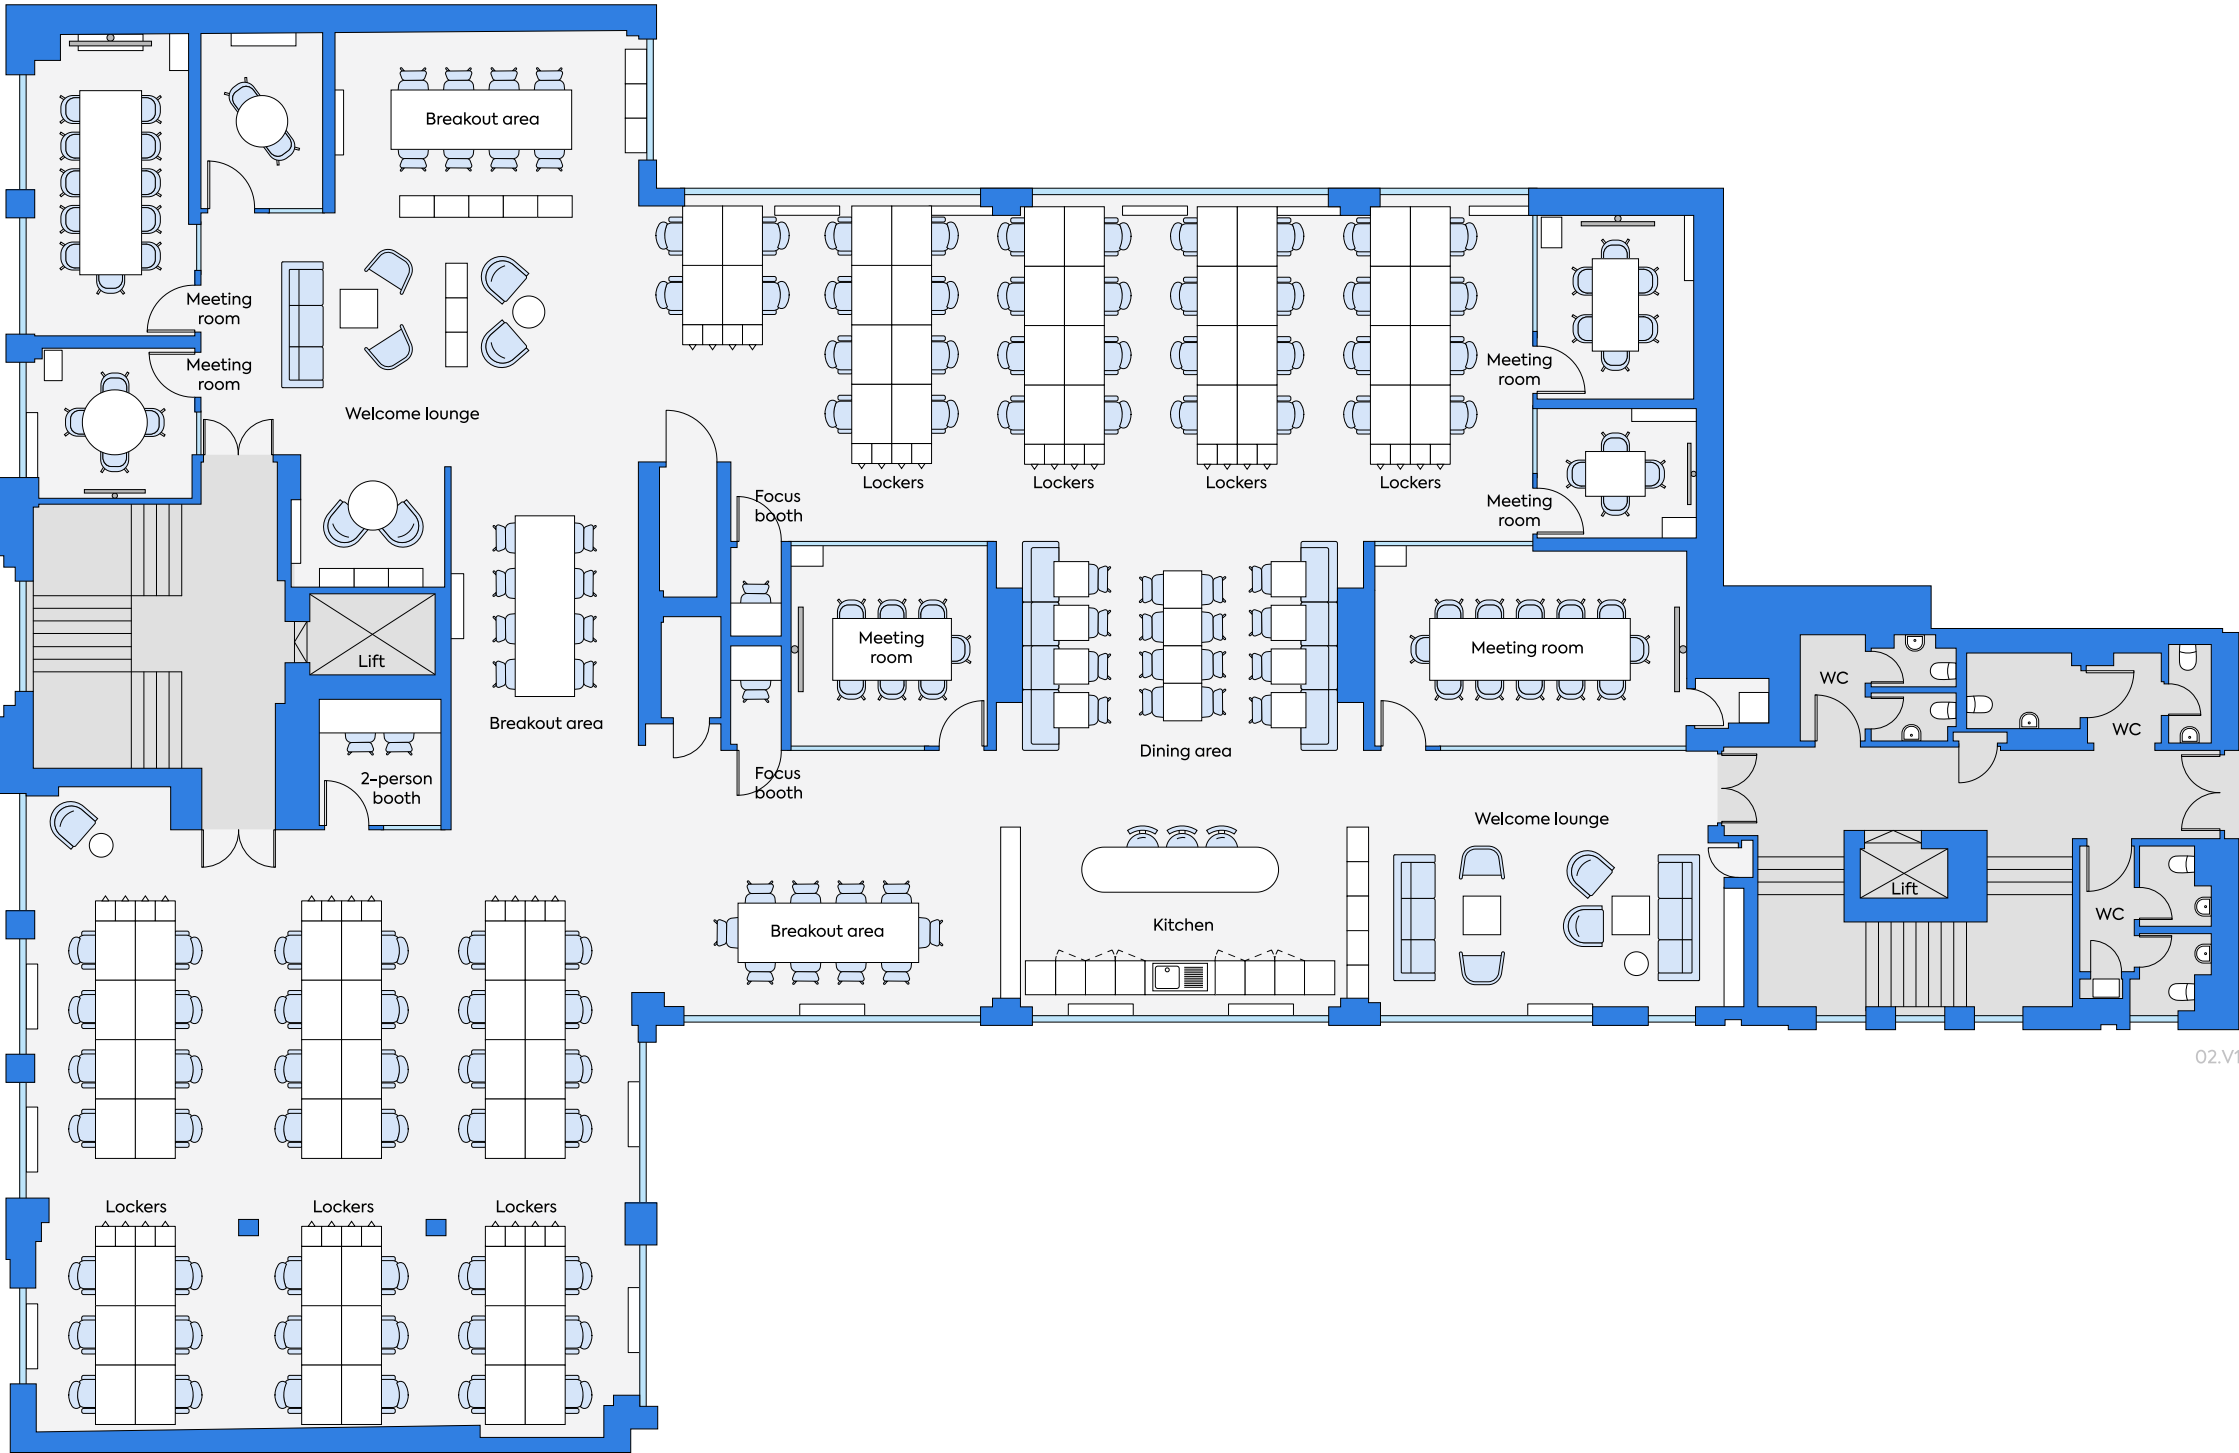 Breakout area
Meeting
room
Meeting
room
Welcome lounge
Meeting
room
Lockers
Lockers
Lockers
Lockers
Focus
booth
Meeting
room
Lift
Breakout area
Meeting
room
Dining area
Meeting room
WC
WC
2-person
booth
Focus
booth
Welcome lounge
Breakout area
Kitchen
Lift
WC
02.V1
Lockers
Lockers
Lockers